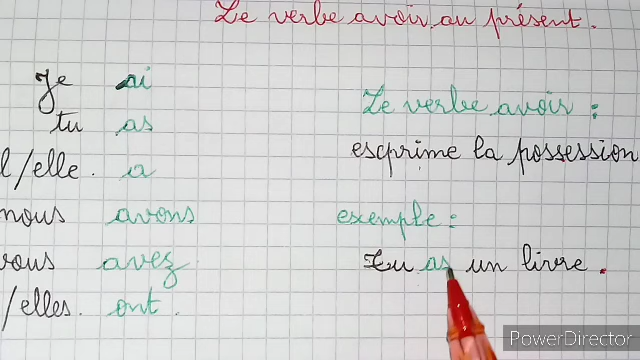 Le verbe avoir au présent.
Je ai
tu as
l/elle. a
nous avons
vous avez
/elles. ont.
Le verbe avoir :
exprime la possession
exemple :
Tu as un livre.
PowerDirector